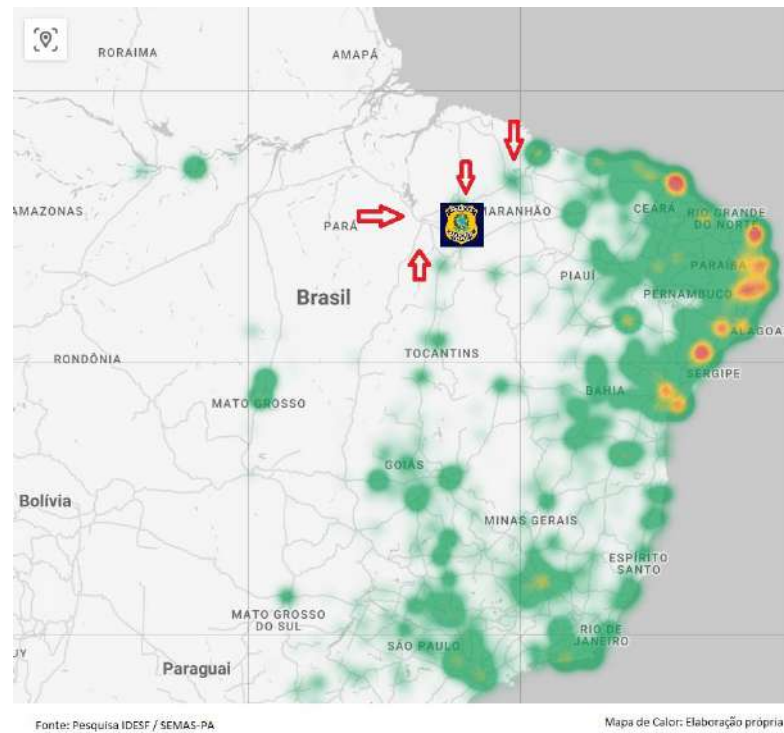 RORAIMA
AMAPÁ
AMAZONAS
PARÁ
MARANHÃO
CEARÁ
RIO GRANDE
DO NORTE
PARAÍBA
PIAUÍ
PERNAMBUCO
Brasil
ALAGOA
RONDÔNIA
TOCANTINS
SERGIPE
BAHIA
MATO GROSSO
GOIÁS
Bolívia
MINAS GERAIS
ESPÍRITO
SANTO
MATO GROSSO
DO SUL
RIO DE
JANEIRO
SÃO PAULO
UY
Paraguai
Fonte: Pesquisa IDESF / SEMAS-PA
Mapa de Calor: Elaboração própria